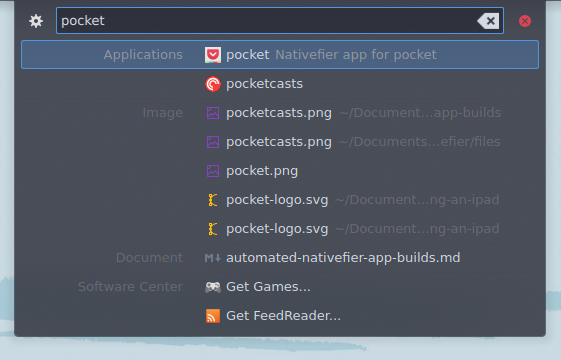 pocket
Applications pocket Nativefier app for pocket
pocketcasts
Image pocketcasts.png ~/Document...app-builds
pocketcasts.png ~/Documents...efier/files
pocket.png
pocket-logo.svg ~/Document...ng-an-ipad
pocket-logo.svg ~/Document...ng-an-ipad
Document M↓ automated-nativefier-app-builds.md
Software Center Get Games...
Get FeedReader...